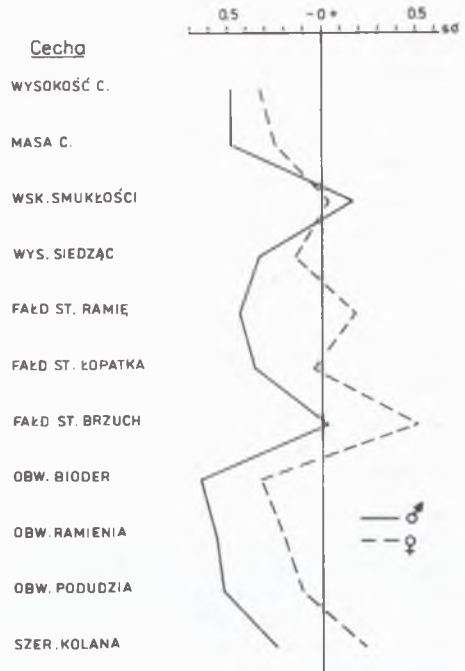 0.5 - 0 + 0.5
sd
Cecha
WYSOKOŚĆ C.
MASA C.
WSK. SMUKŁOŚCI
WYS. SIEDZĄC
FAŁD ST. RAMIĘ
FAŁD ST. ŁOPATKA
FAŁD ST. BRZUCH
OBW. BIODER
♂
OBW. RAMIENIA
♀
OBW. PODUDZIA
SZER. KOLANA